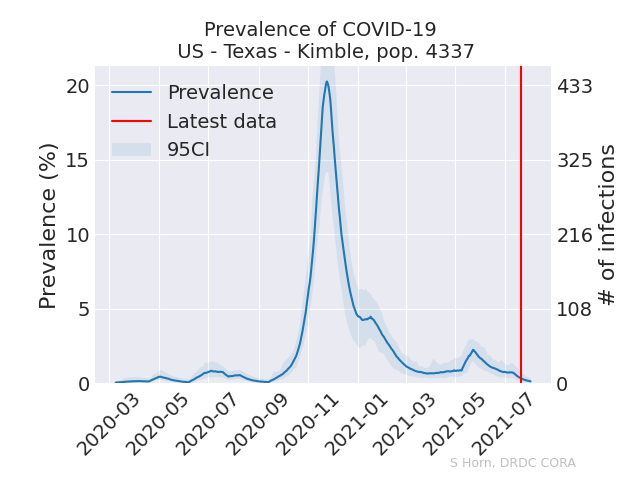 Prevalence of COVID-19
US - Texas - Kimble, pop. 4337
Prevalence
Latest data
95CI
Prevalence (%)
20
15
10
5
0
433
325
216
108
0
# of infections
2020-03
2020-05
2020-07
2020-09
2020-11
2021-01
2021-03
2021-05
2021-07
S Horn, DRDC CORA